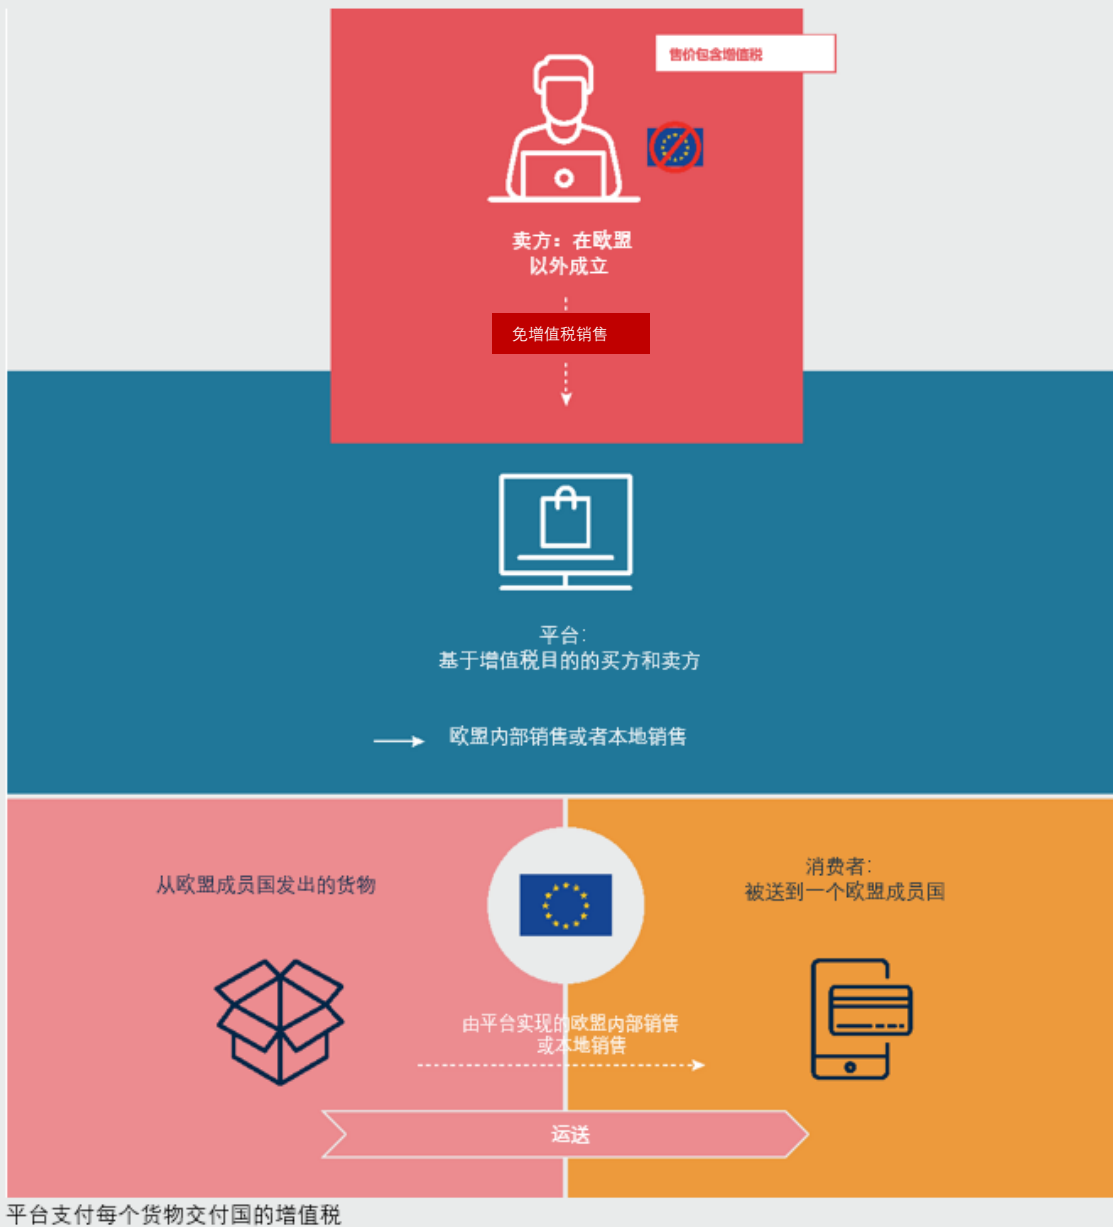 售价包含增值税
卖方：在欧盟
以外成立
免增值税销售
平台：
基于增值税目的的买方和卖方
欧盟内部销售或者本地销售
从欧盟成员国发出的货物
消费者：
被送到一个欧盟成员国
由平台实现的欧盟内部销售
或本地销售
运送
平台支付每个货物交付国的增值税